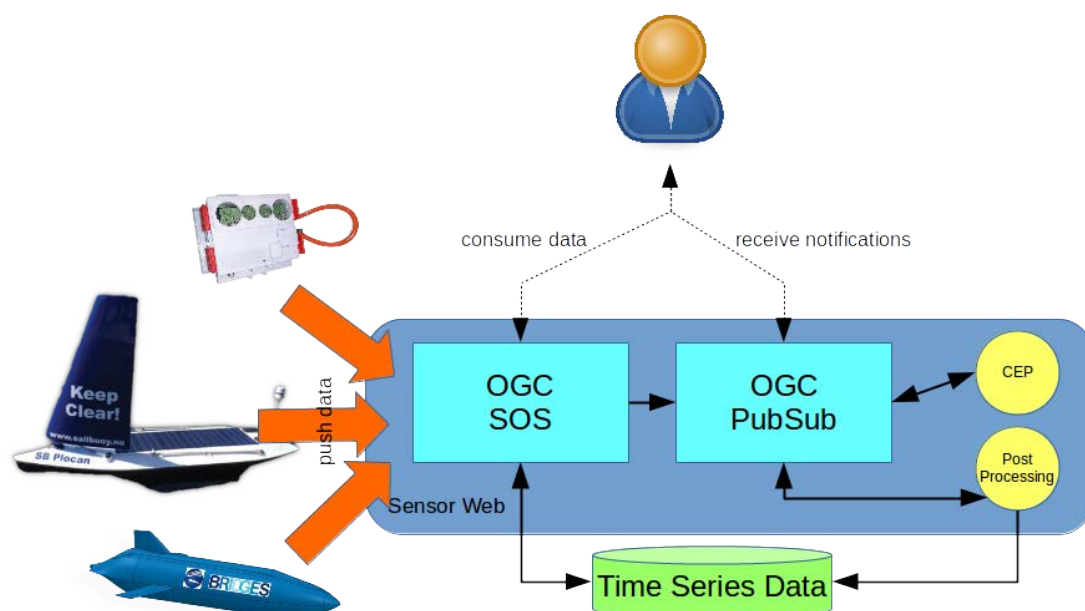 consume data
receive notifications
Keep
Clear!
www.sailbuoy.no
SB Plocan
push data
OGC
SOS
OGC
PubSub
CEP
Post
Processing
Sensor Web
BRIDGES
Time Series Data